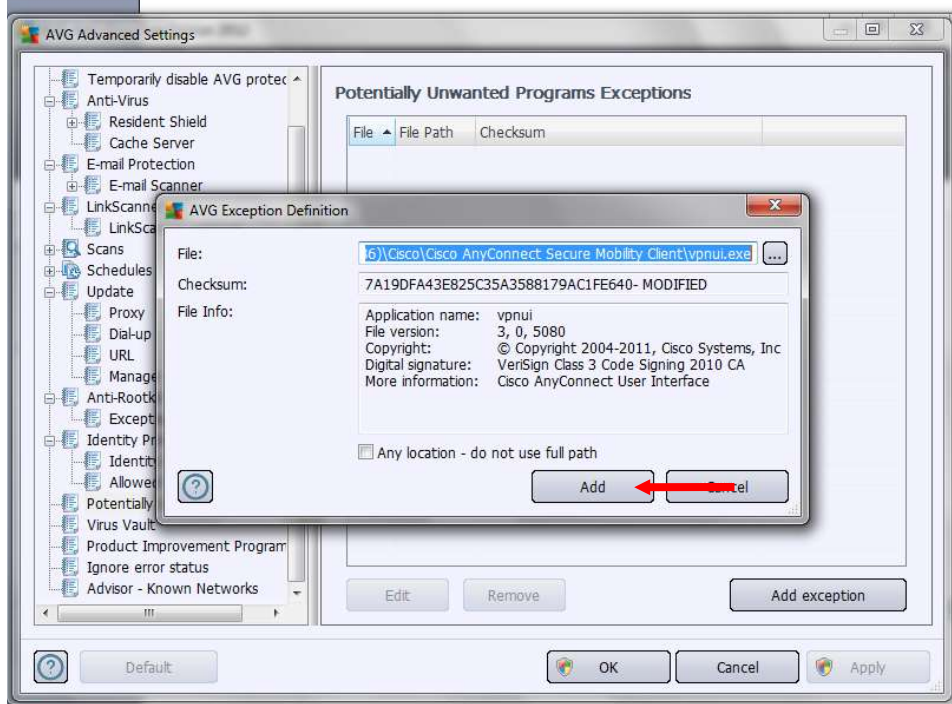 AVG Advanced Settings
Temporarily disable AVG protec
Anti-Virus
Resident Shield
Cache Server
E-mail Protection
E-mail Scanner
LinkScanne
LinkSca
Scans
Schedules
Update
Proxy
Dial-up
URL
Manage
Anti-Rootk
Except
Identity Pr
Identit
Allowe
Potentially
Virus Vault
Product Improvement Program
Ignore error status
Advisor - Known Networks
Potentially Unwanted Programs Exceptions
File File Path Checksum
AVG Exception Definition
File: 86)\Cisco\Cisco AnyConnect Secure Mobility Client\vpnui.exe ...
Checksum: 7A19DFA43E825C35A3588179AC1FE640- MODIFIED
File Info:
Application name: vpnui
File version: 3, 0, 5080
Copyright: © Copyright 2004-2011, Cisco Systems, Inc
Digital signature: VeriSign Class 3 Code Signing 2010 CA
More information: Cisco AnyConnect User Interface
Any location - do not use full path
Add Cancel
Edit Remove Add exception
Default OK Cancel Apply